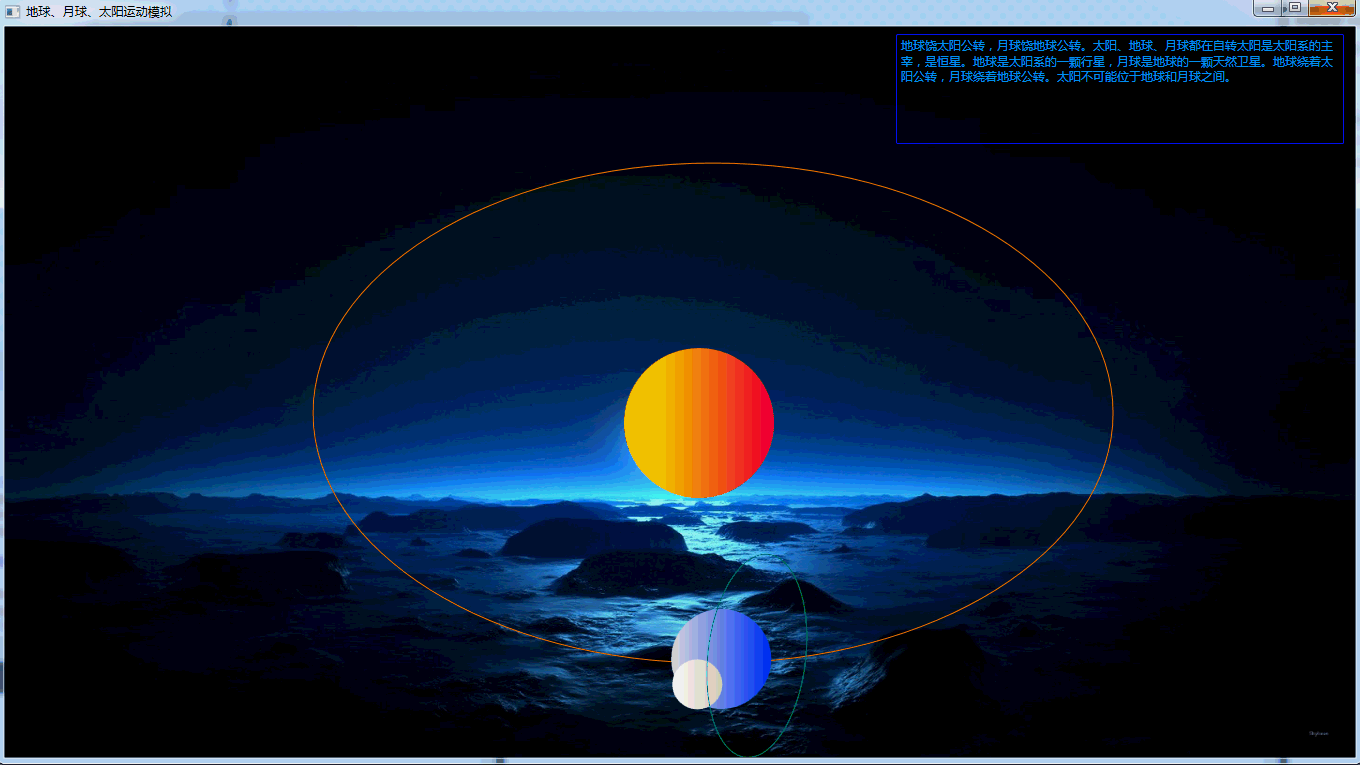 地球、月球、太阳运动模拟
地球饶太阳公转，月球饶地球公转。太阳、地球、月球都在自转太阳是太阳系的主
宰，是恒星。地球是太阳系的一颗行星，月球是地球的一颗天然卫星。地球绕着太
阳公转，月球绕着地球公转。太阳不可能位于地球和月球之间。